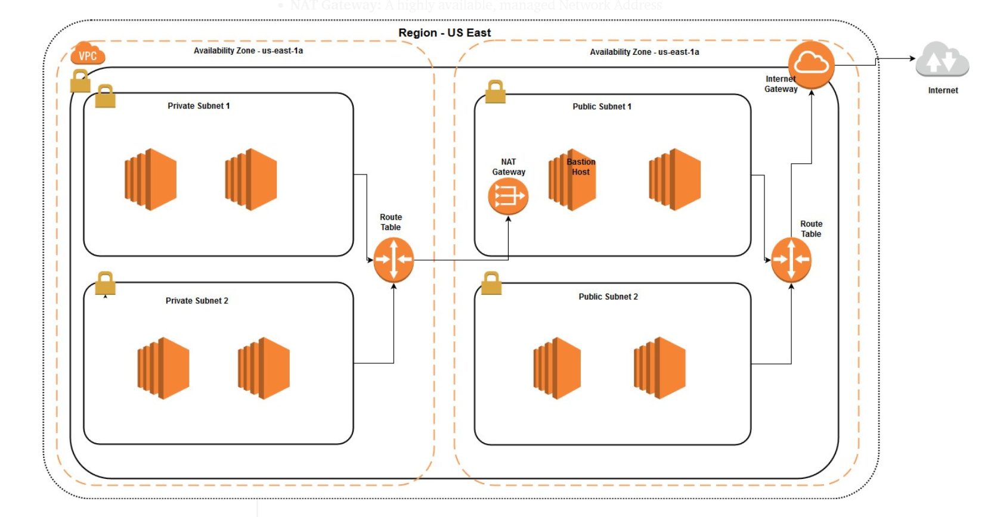 • NAT Gateway: A highly available, managed Network Address
Region - US East
VPC
Availability Zone - us-east-1a
Availability Zone - us-east-1a
Internet
Gateway
Internet
Private Subnet 1
Public Subnet 1
NAT
Gateway
Bastion
Host
Route
Table
Route
Table
Private Subnet 2
Public Subnet 2